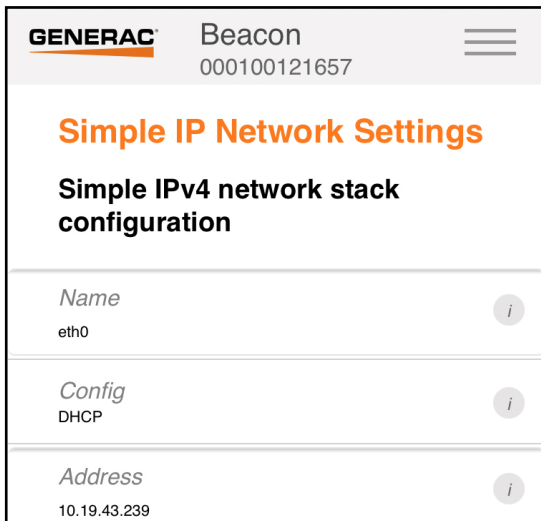 GENERAC
Beacon
000100121657
Simple IP Network Settings
Simple IPv4 network stack
configuration
Name
i
eth0
Config
i
DHCP
Address
i
10.19.43.239